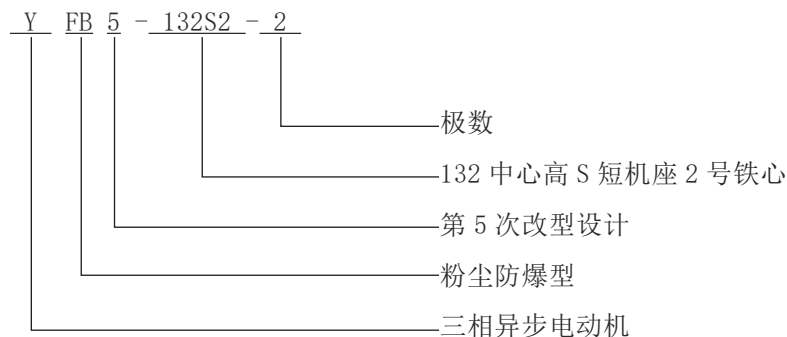 Y FB 5 - 132S2 - 2
极数
132 中心高 S 短机座 2 号铁心
第 5 次改型设计
粉尘防爆型
三相异步电动机